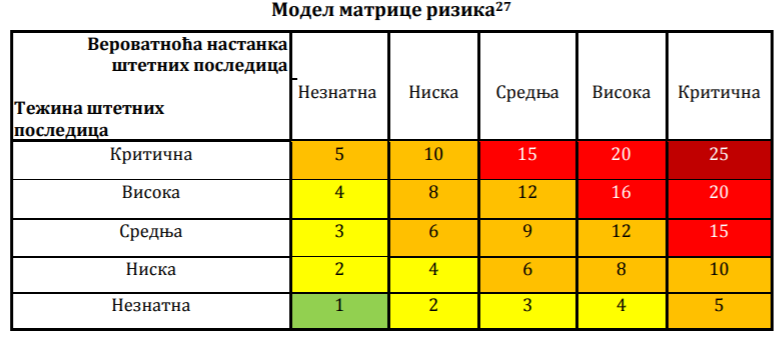 Модел матрице ризика27
Вероватноћа настанка
штетних последица
Тежина штетних
последица
Незнатна Ниска Средња Висока Критична
Критична 5 10 15 20 25
Висока 4 8 12 16 20
Средња 3 6 9 12 15
Ниска 2 4 6 8 10
Незнатна 1 2 3 4 5